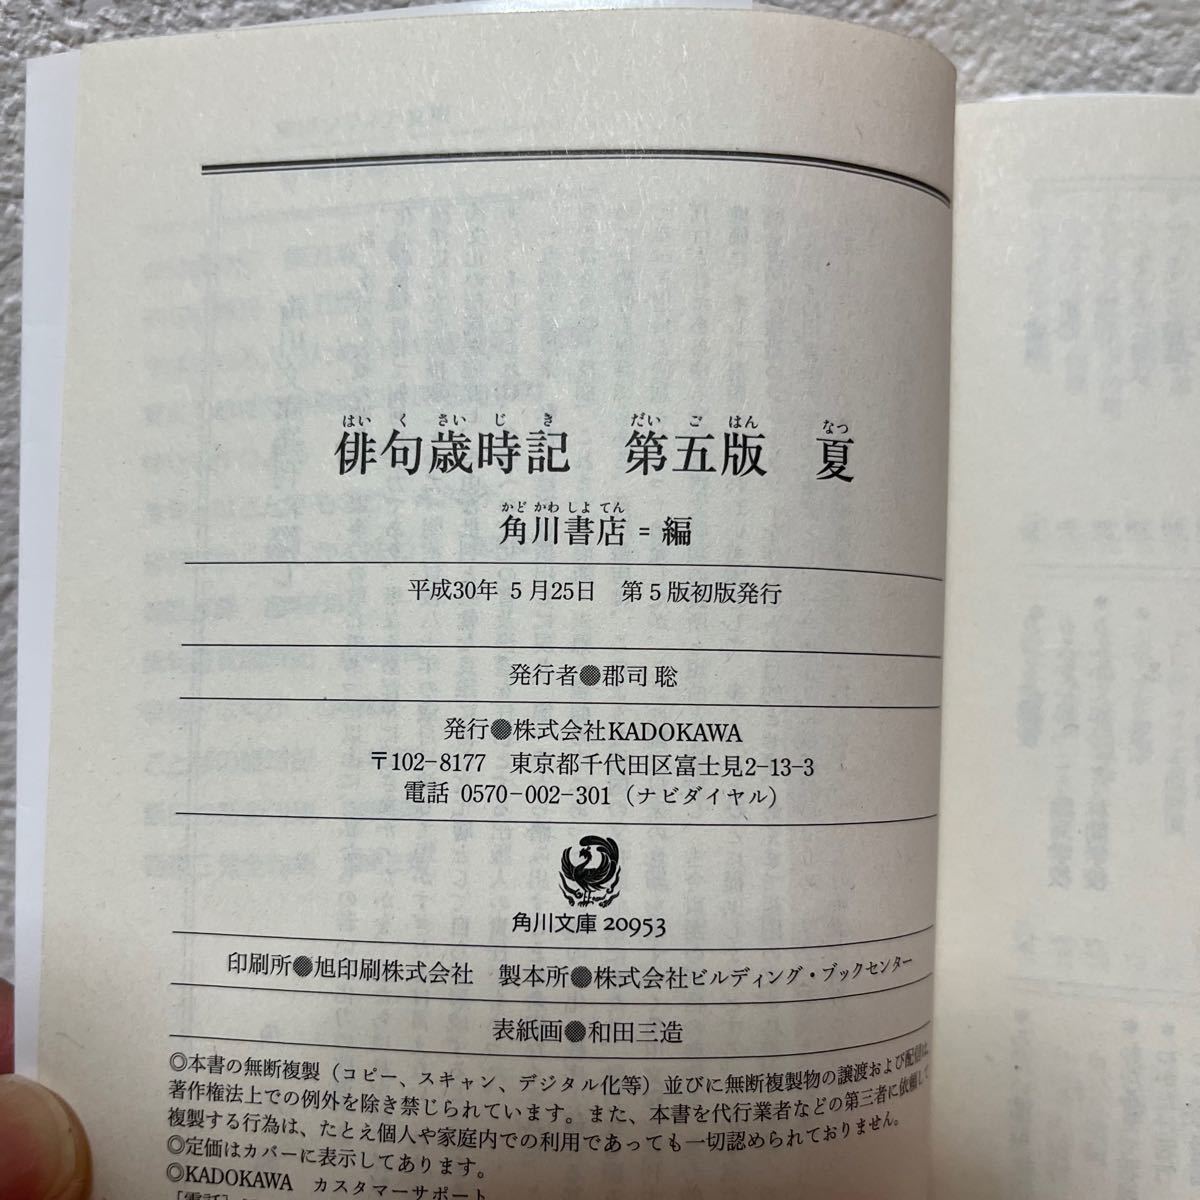 はいくさいじき だいごはん なつ
俳句歳時記 第五版 夏
かどかわしよてん
角川書店=編
平成30年 5月25日 第5版初版発行
発行者●郡司 聡
発行●株式会社KADOKAWA
〒102-8177 東京都千代田区富士見2-13-3
電話 0570-002-301(ナビダイヤル)
角川文庫 20953
印刷所●旭印刷株式会社 製本所●株式会社ビルディング・ブックセンター
表紙画●和田三造
◎本書の無断複製(コピー、スキャン、デジタル化等)並びに無断複製物の譲渡および配信は、
著作権法上での例外を除き禁じられています。また、本書を代行業者などの第三者に依頼して
複製する行為は、たとえ個人や家庭内での利用であっても一切認められておりません。
◎定価はカバーに表示してあります。
◎KADOKAWA カスタマーサポート